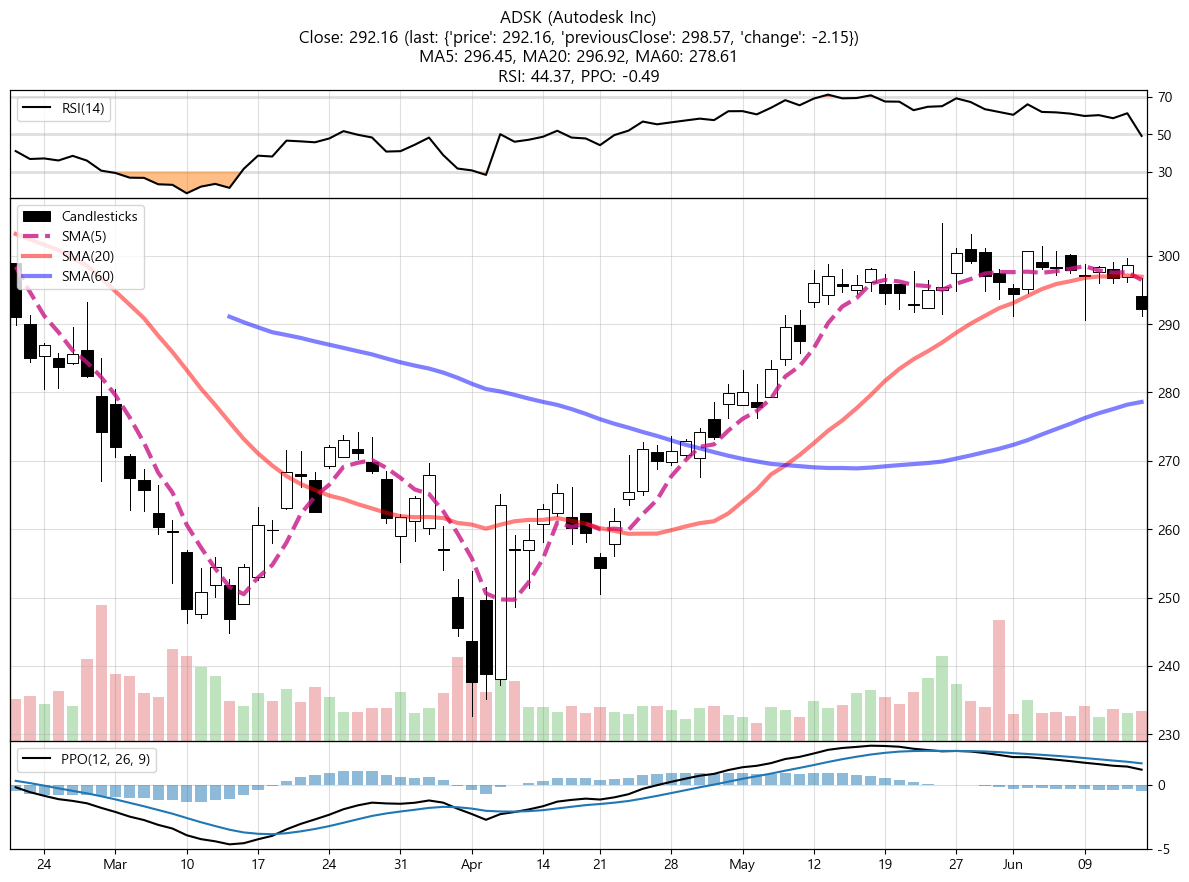 ADSK (Autodesk Inc)
Close: 292.16 (last: {'price': 292.16, 'previousClose': 298.57, 'change': -2.15})
MA5: 296.45, MA20: 296.92, MA60: 278.61
RSI: 44.37, PPO: -0.49
RSI(14)
70
50
30
Candlesticks
SMA(5)
SMA(20)
SMA(60)
300
290
280
270
260
250
240
230
PPO(12, 26, 9)
0
-5
24 Mar 10 17 24 31 Apr 14 21 28 May 12 19 27 Jun 09